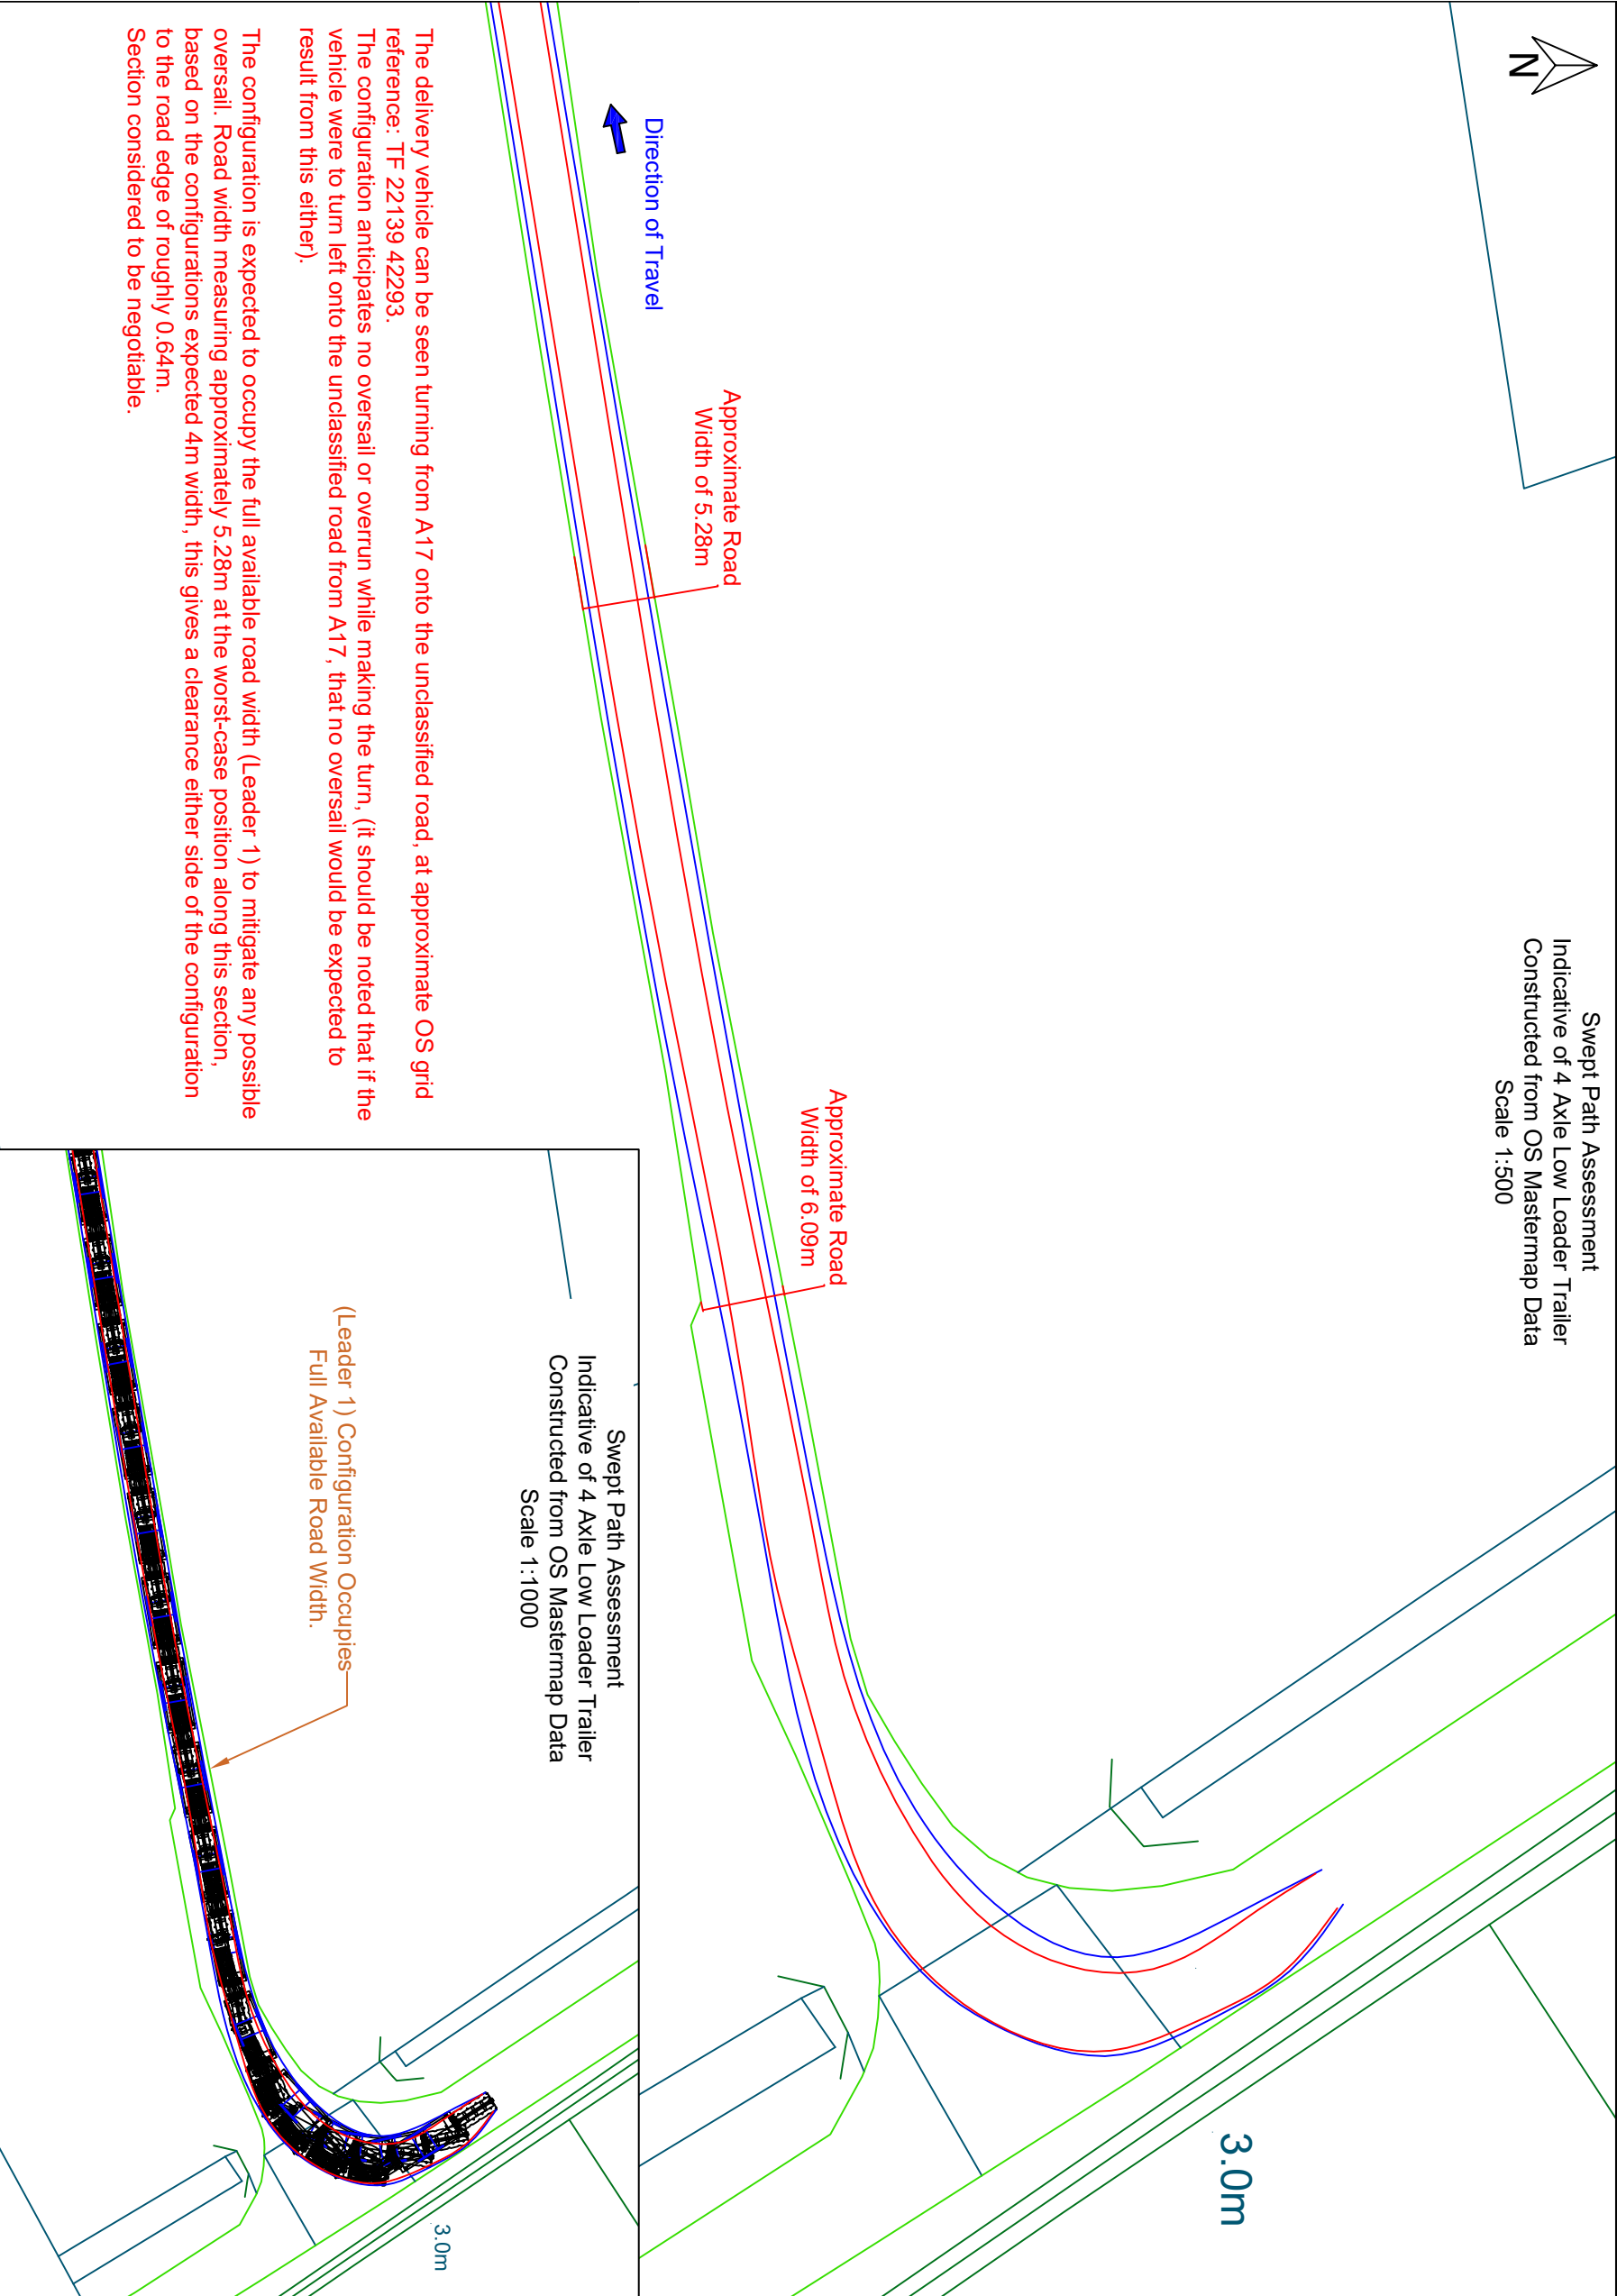 N
Swept Path Assessment
Indicative of 4 Axle Low Loader Trailer
Constructed from OS Mastermap Data
Scale 1:500
Approximate Road
Width of 6.09m
Approximate Road
Width of 5.28m
Direction of Travel
3.0m
The delivery vehicle can be seen turning from A17 onto the unclassified road, at approximate OS grid
reference: TF 22139 42293.
The configuration anticipates no oversail or overrun while making the turn, (it should be noted that if the
vehicle were to turn left onto the unclassified road from A17, that no oversail would be expected to
result from this either).
The configuration is expected to occupy the full available road width (Leader 1) to mitigate any possible
oversail. Road width measuring approximately 5.28m at the worst-case position along this section,
based on the configurations expected 4m width, this gives a clearance either side of the configuration
to the road edge of roughly 0.64m.
Section considered to be negotiable.
Swept Path Assessment
Indicative of 4 Axle Low Loader Trailer
Constructed from OS Mastermap Data
Scale 1:1000
(Leader 1) Configuration Occupies
Full Available Road Width.
3.0m